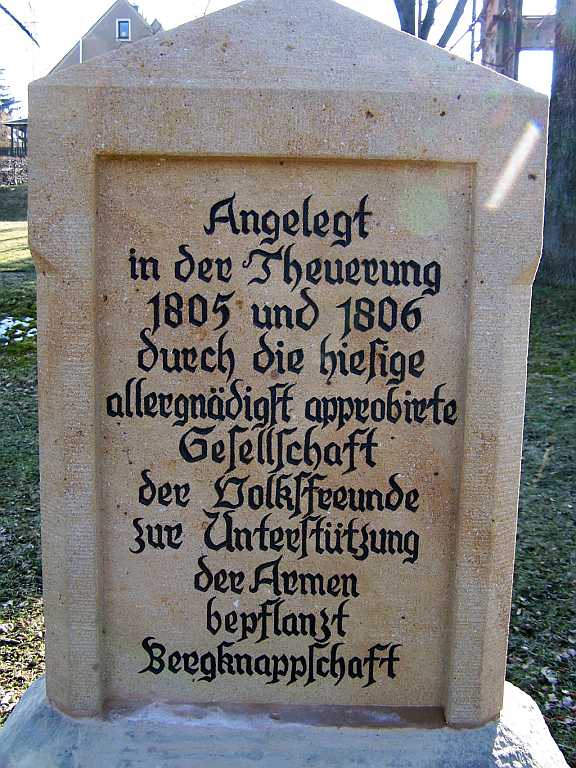 Angelegt
in der Theuerung
1805 und 1806
durch die hieſige
allergnädigſt approbirte
Geſellſchaft
der Volksfreunde
zur Unterſtützung
der Armen
bepflanzt
Bergknappſchaft